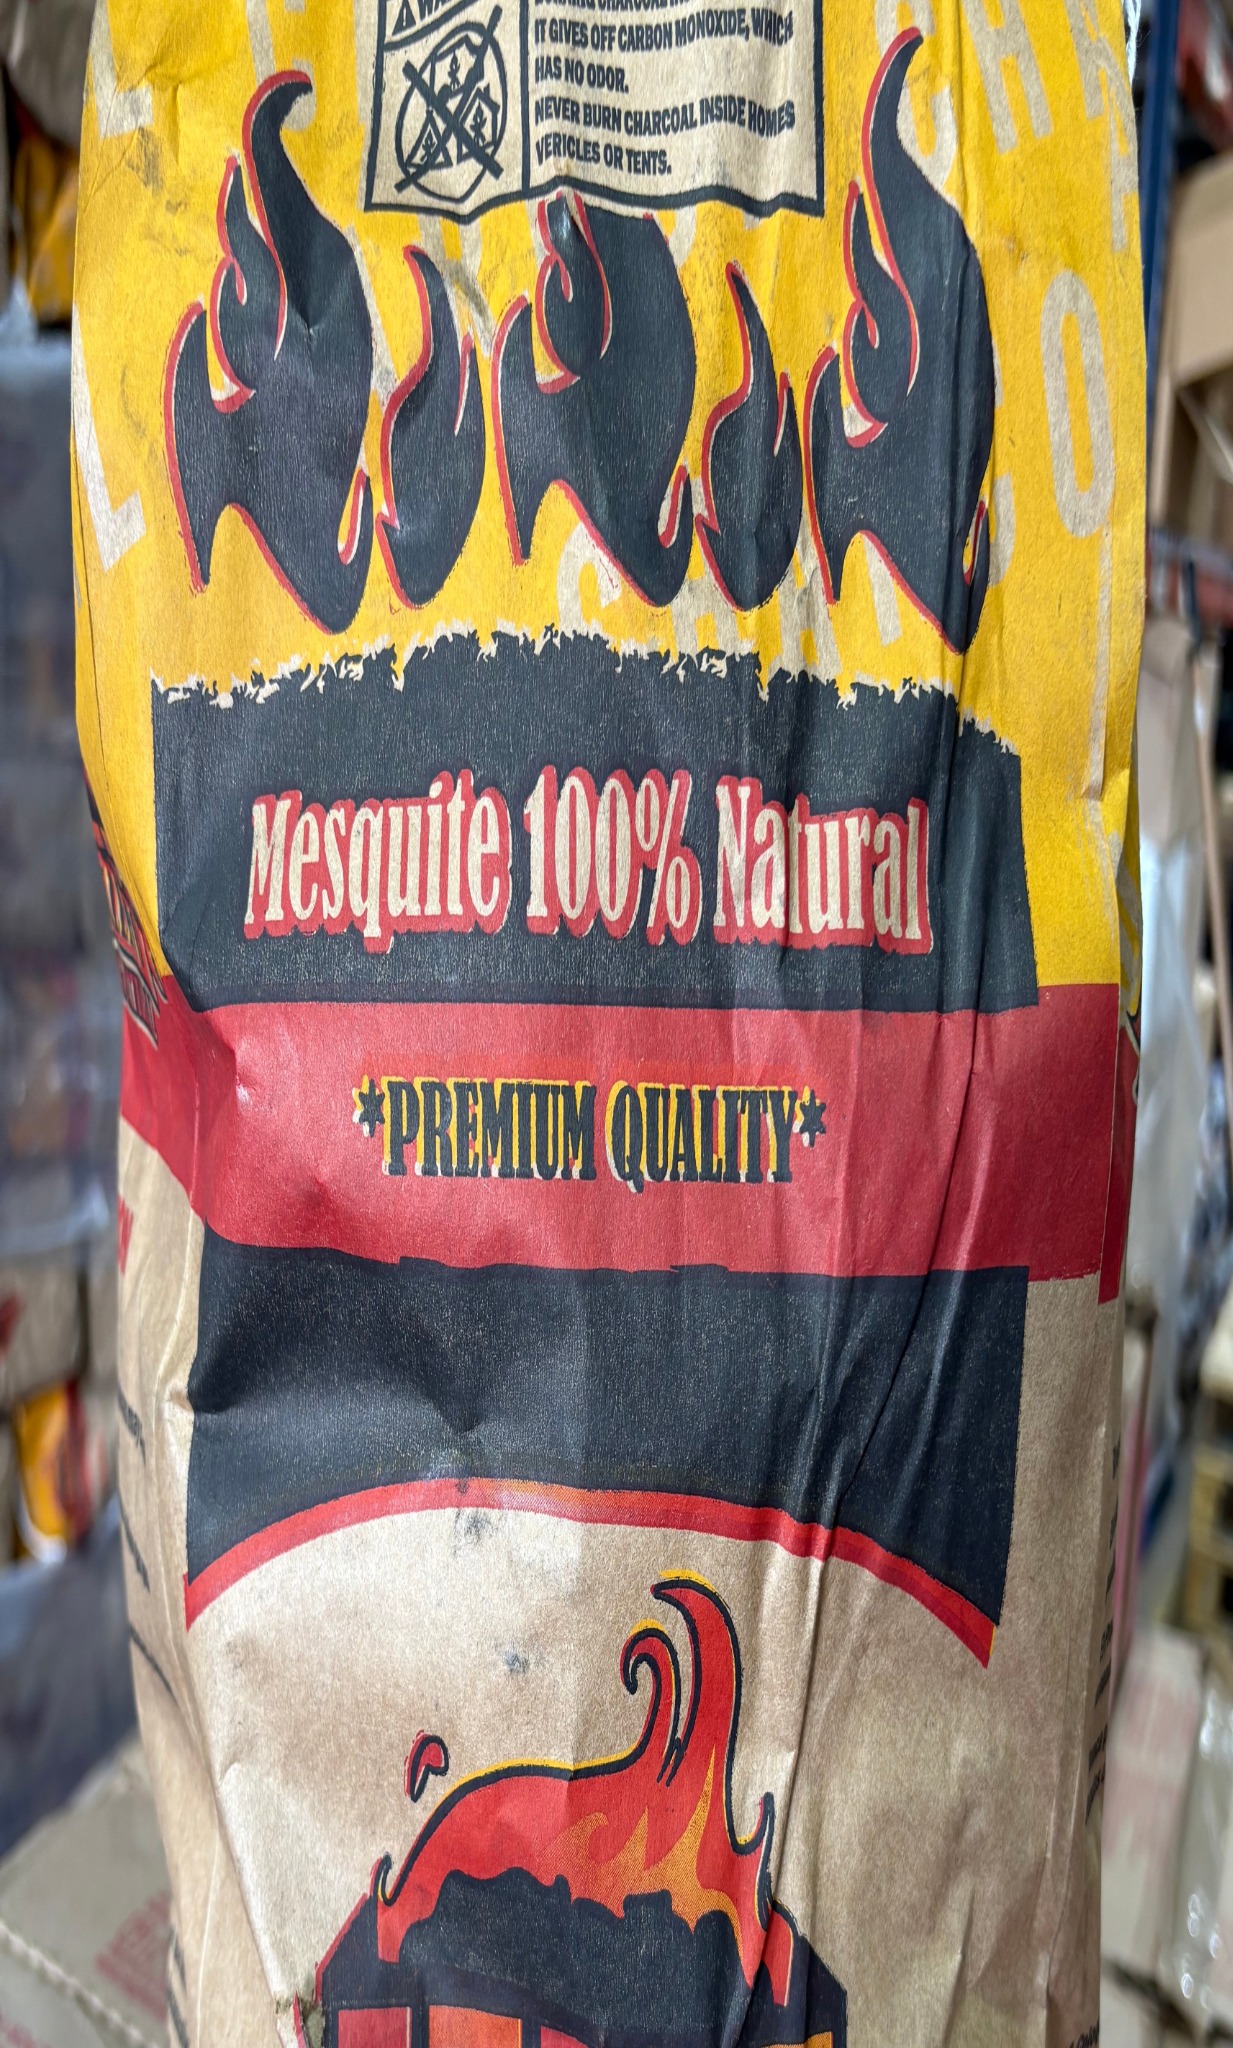 IT GIVES OFF CARBON MONOXIDE, WHICH
HAS NO ODOR.
NEVER BURN CHARCOAL INSIDE HOMES
VERICLES OR TENTS.
Mesquite 100% Natural
*PREMIUM QUALITY*